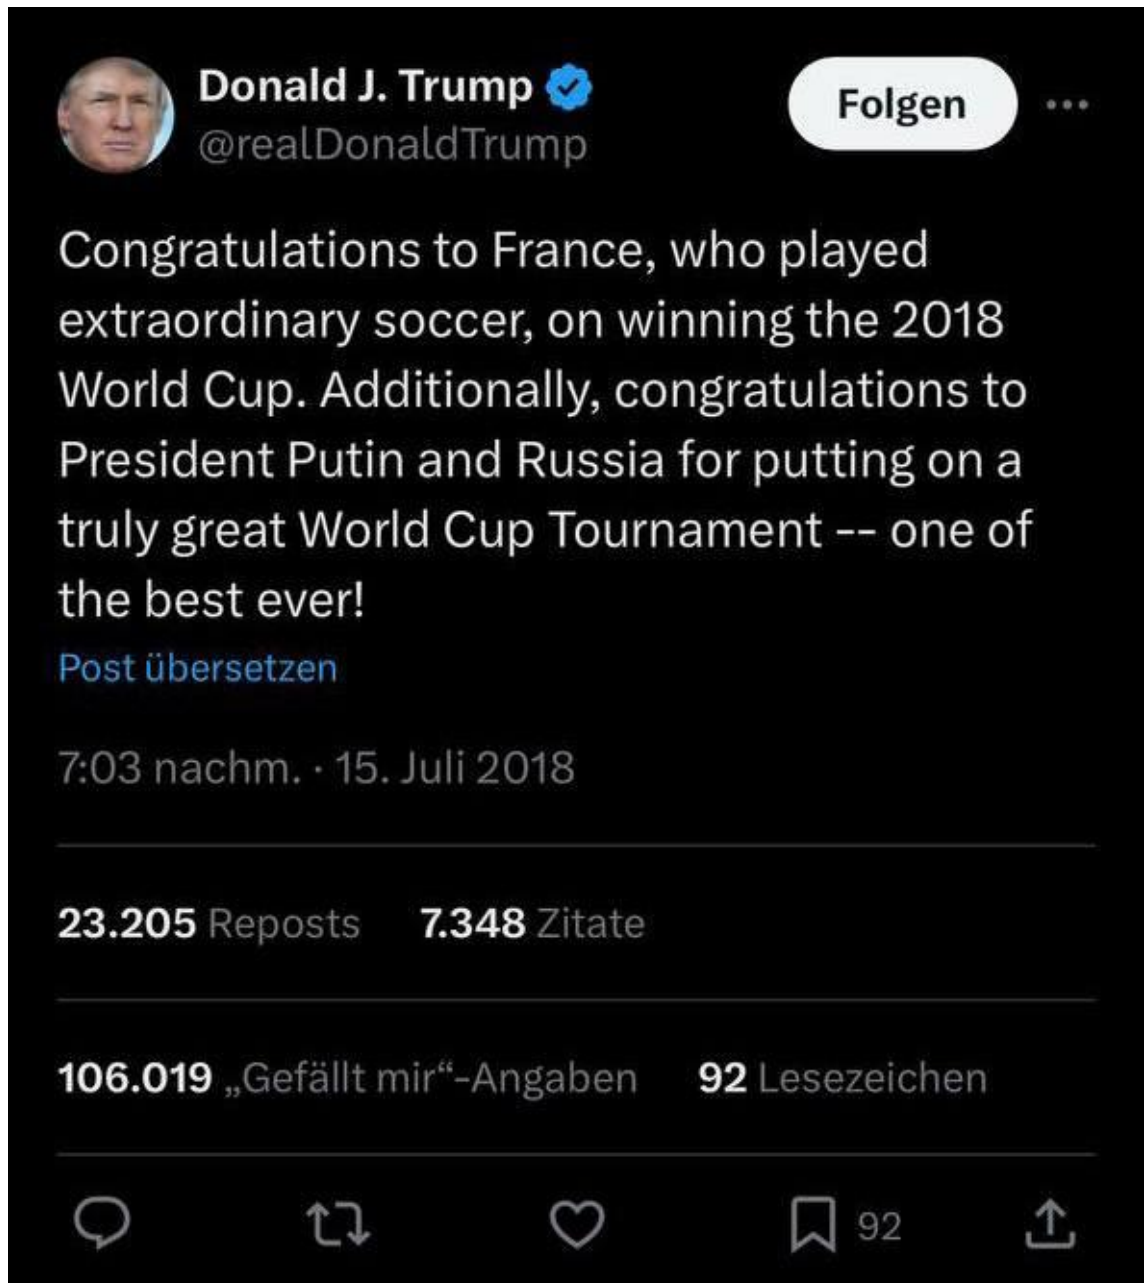 Donald J. Trump
Folgen
@realDonaldTrump
Congratulations to France, who played
extraordinary soccer, on winning the 2018
World Cup. Additionally, congratulations to
President Putin and Russia for putting on a
truly great World Cup Tournament -- one of
the best ever!
Post übersetzen
7:03 nachm. · 15. Juli 2018
23.205 Reposts 7.348 Zitate
106.019 „Gefällt mir“-Angaben 92 Lesezeichen
92